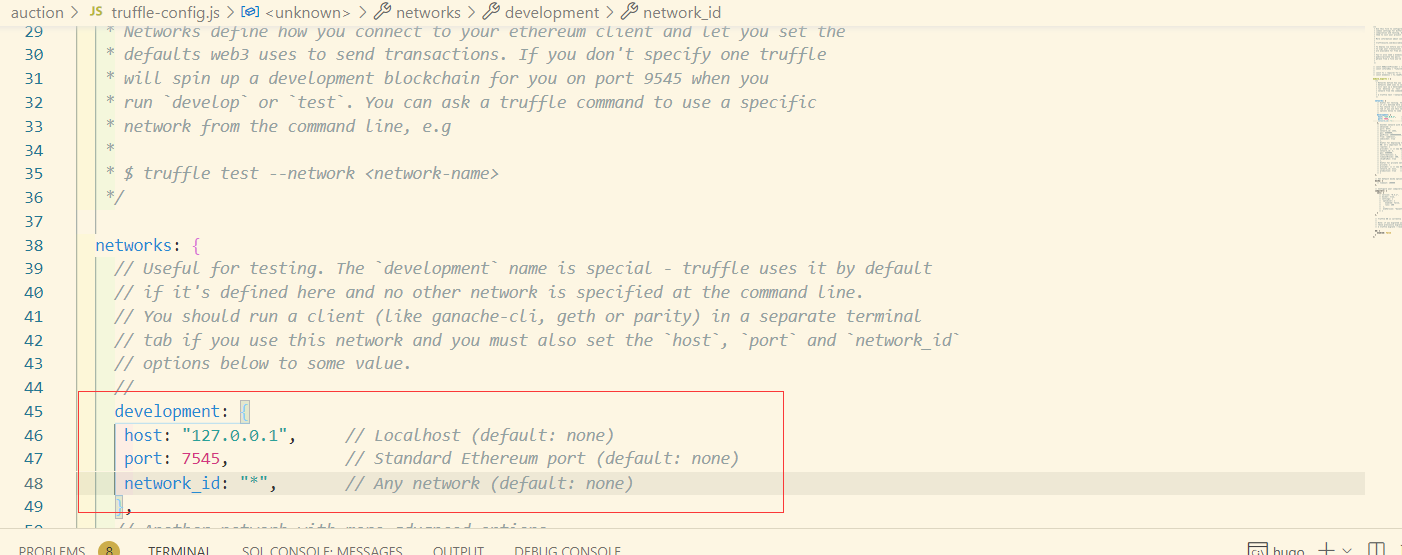 auction > JS truffle-config.js > <unknown> > networks > development > network_id
29 * Networks define how you connect to your ethereum client and let you set the
30 * defaults web3 uses to send transactions. If you don't specify one truffle
31 * will spin up a development blockchain for you on port 9545 when you
32 * run `develop` or `test`. You can ask a truffle command to use a specific
33 * network from the command line, e.g
34 *
35 * $ truffle test --network <network-name>
36 */
37
38 networks: {
39 // Useful for testing. The `development` name is special - truffle uses it by default
40 // if it's defined here and no other network is specified at the command line.
41 // You should run a client (like ganache-cli, geth or parity) in a separate terminal
42 // tab if you use this network and you must also set the `host`, `port` and `network_id`
43 // options below to some value.
44 //
45 development: {
46 host: "127.0.0.1", // Localhost (default: none)
47 port: 7545, // Standard Ethereum port (default: none)
48 network_id: "*", // Any network (default: none)
49 },
50 // Another network with more advanced options
PROBLEMS 8 TERMINAL SQL CONSOLE: MESSAGES OUTPUT DEBUG CONSOLE hugo